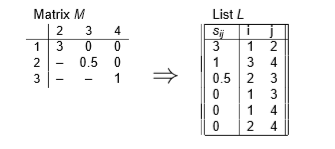 Matrix M
2 3 4
1 3 0 0
2 – 0.5 0
3 – – 1
⇒
List L
sij i j
3 1 2
1 3 4
0.5 2 3
0 1 3
0 1 4
0 2 4